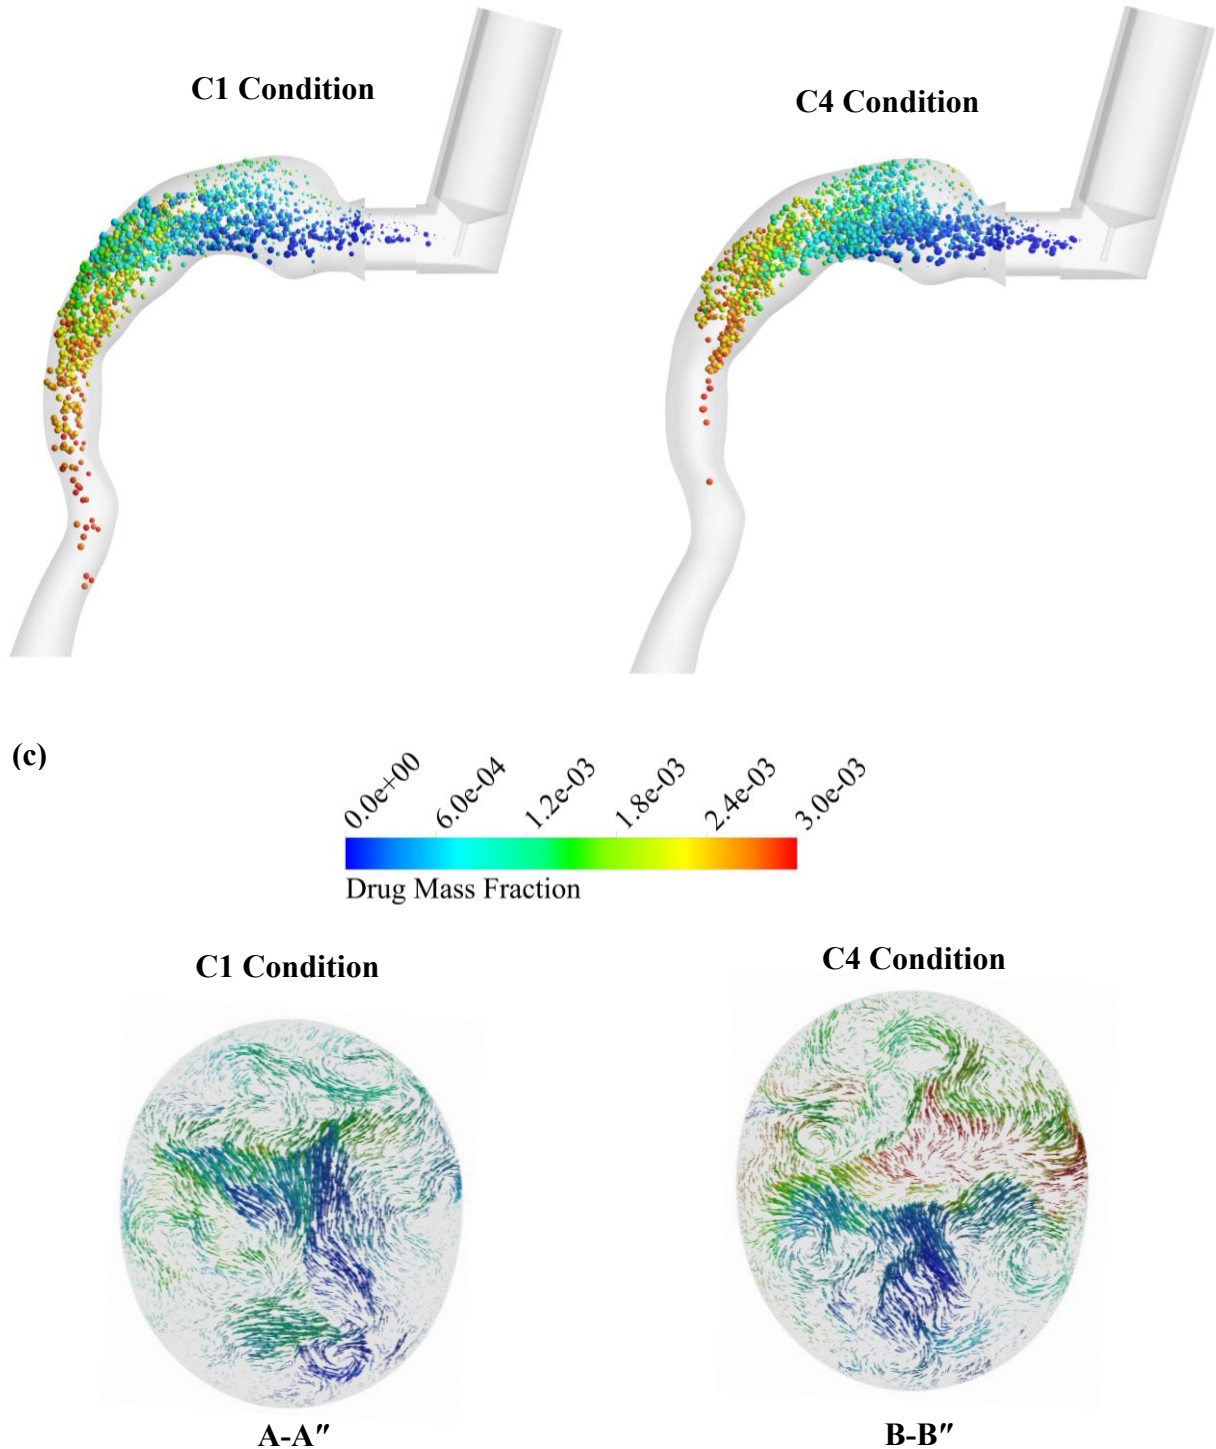 C1 Condition
C4 Condition
(c)
0.0e+00
6.0e-04
1.2e-03
1.8e-03
2.4e-03
3.0e-03
Drug Mass Fraction
C1 Condition
C4 Condition
A-A″
B-B″